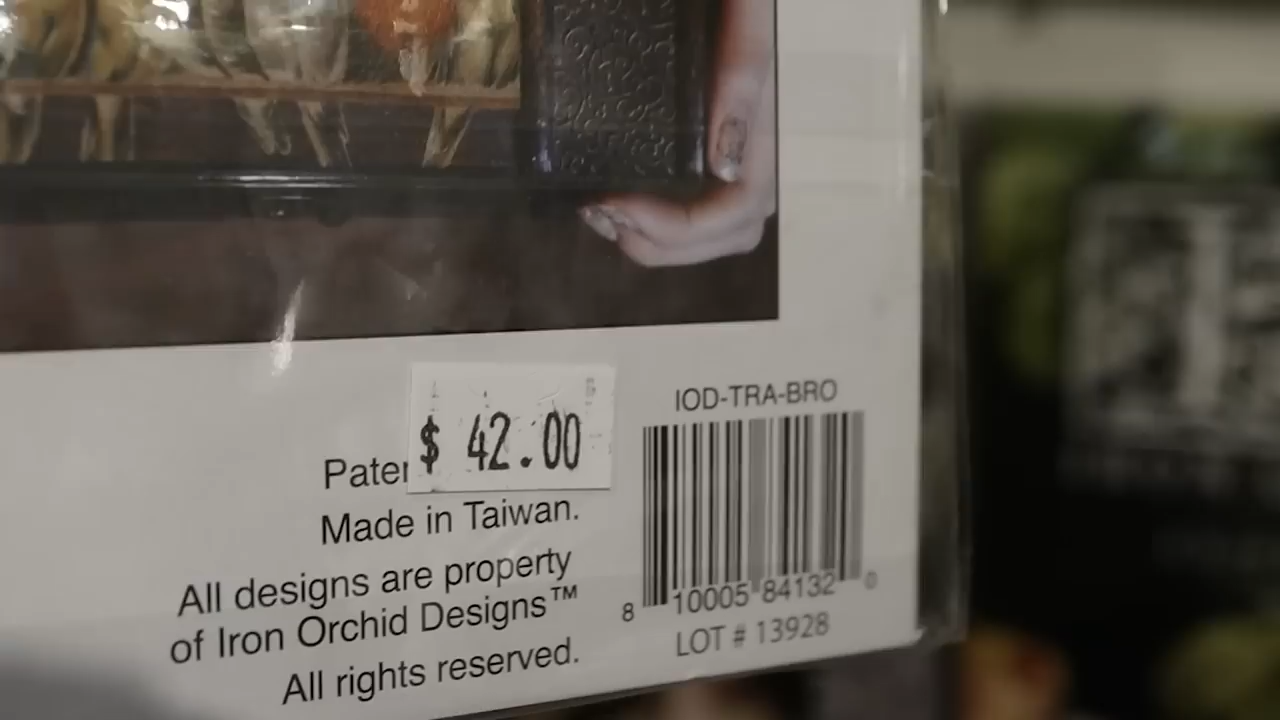 IOD-TRA-BRO
$ 42.00
Pater
Made in Taiwan.
All designs are property
of Iron Orchid Designs™
All rights reserved.
8 10005 84132 0
LOT # 13928